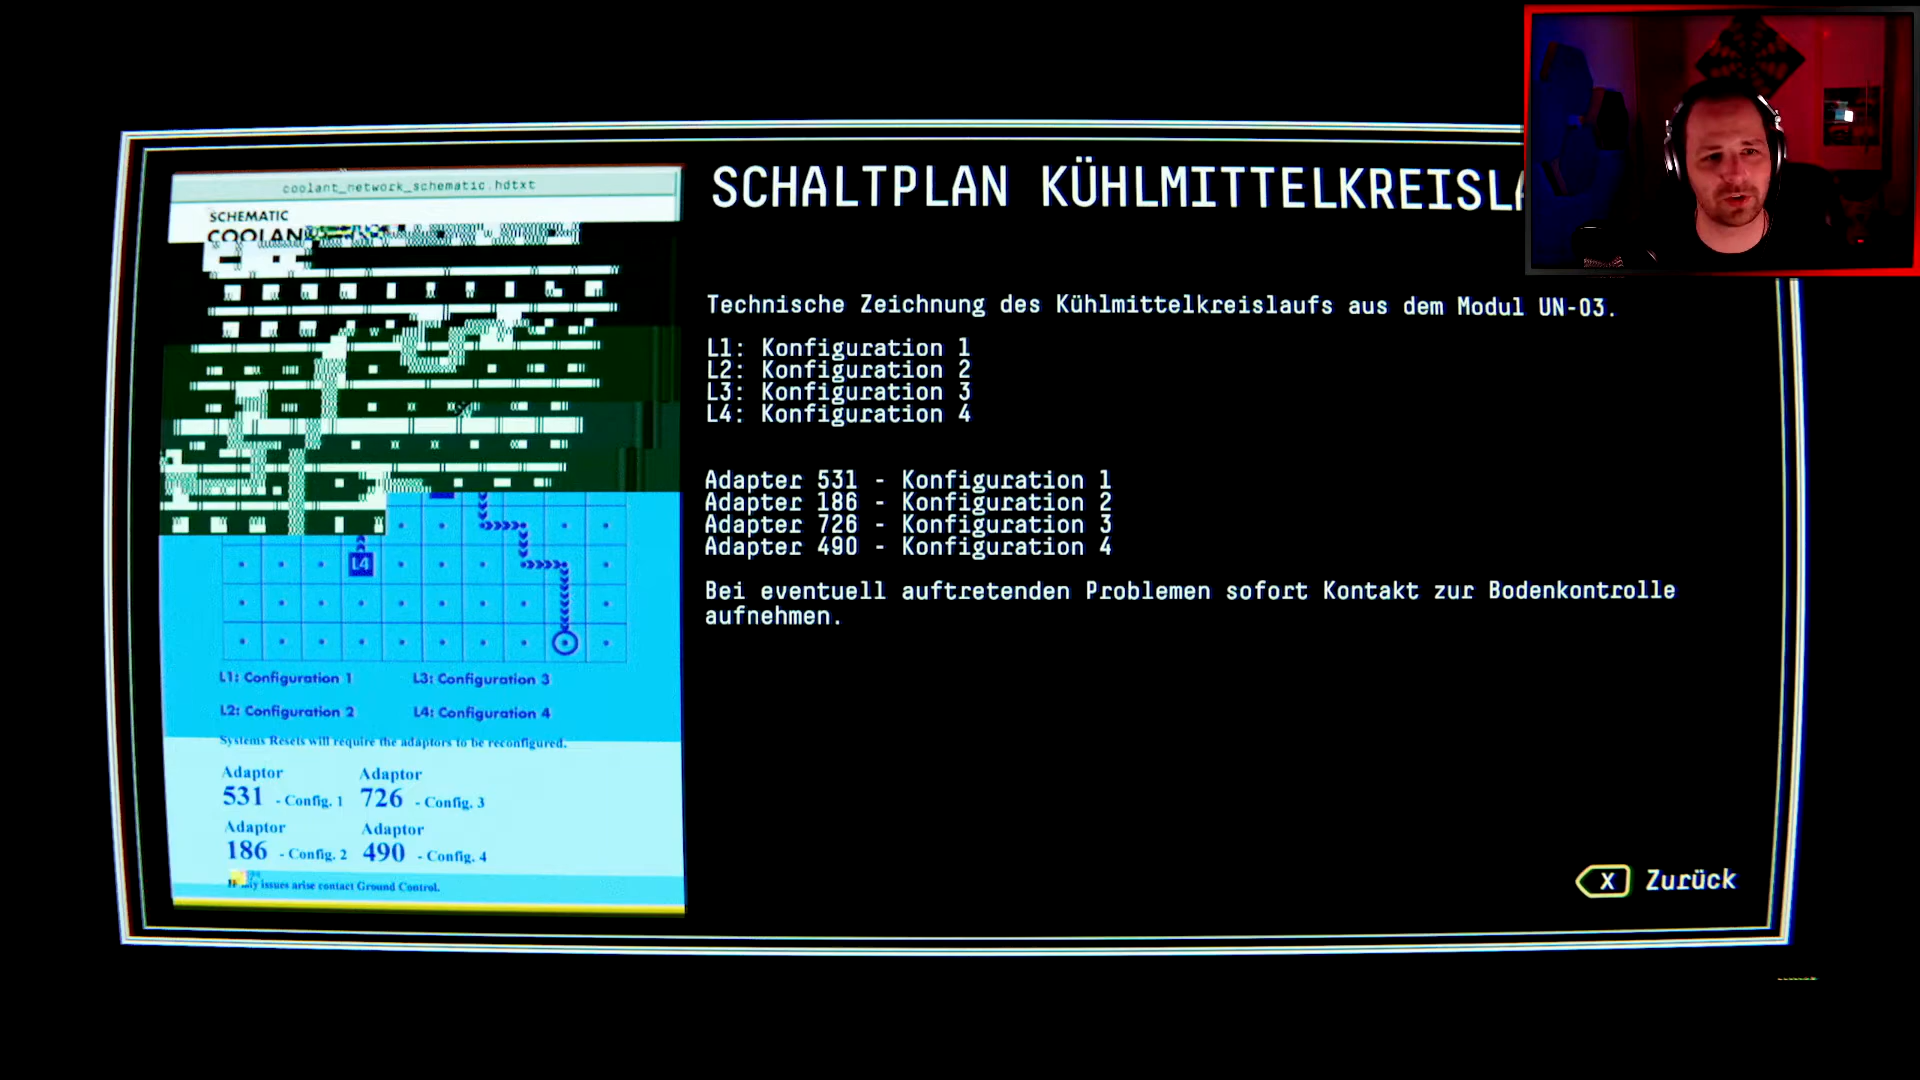 coolant_network_schematic.hdtxt
SCHEMATIC
L4
L1: Configuration 1
L3: Configuration 3
L2: Configuration 2
L4: Configuration 4
Systems Resets will require the adaptors to be reconfigured.
Adaptor
531 - Config. 1
Adaptor
726 - Config. 3
Adaptor
186 - Config. 2
Adaptor
490 - Config. 4
issues arise contact Ground Control.
SCHALTPLAN KÜHLMITTELKREISL
Technische Zeichnung des Kühlmittelkreislaufs aus dem Modul UN-03.
L1: Konfiguration 1
L2: Konfiguration 2
L3: Konfiguration 3
L4: Konfiguration 4
Adapter 531 - Konfiguration 1
Adapter 186 - Konfiguration 2
Adapter 726 - Konfiguration 3
Adapter 490 - Konfiguration 4
Bei eventuell auftretenden Problemen sofort Kontakt zur Bodenkontrolle
aufnehmen.
X Zurück